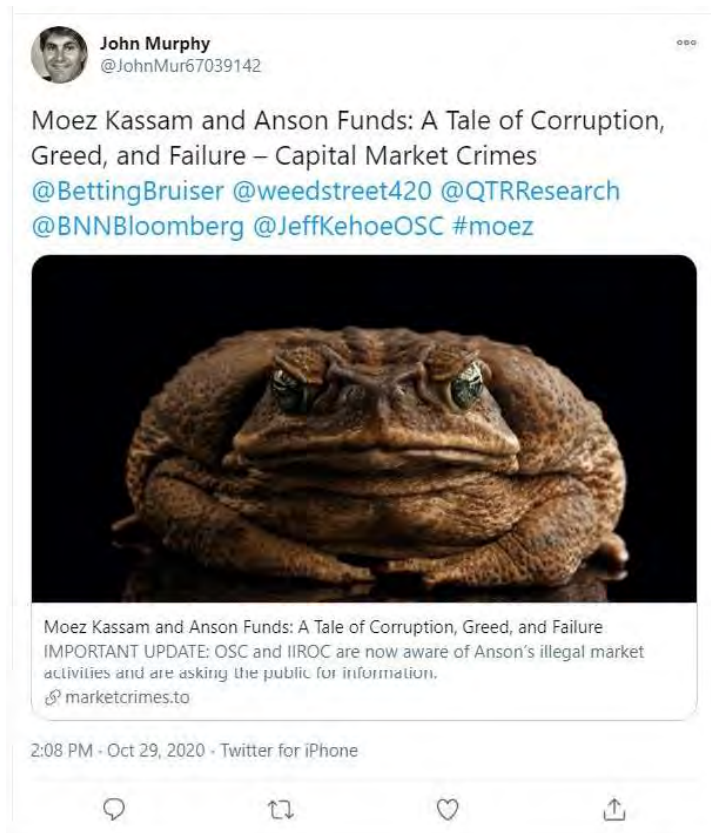 John Murphy
@JohnMur67039142
Moez Kassam and Anson Funds: A Tale of Corruption,
Greed, and Failure – Capital Market Crimes
@BettingBruiser @weedstreet420 @QTRResearch
@BNNBloomberg @JeffKehoeOSC #moez
Moez Kassam and Anson Funds: A Tale of Corruption, Greed, and Failure
IMPORTANT UPDATE: OSC and IIROC are now aware of Anson's illegal market
activities and are asking the public for information.
marketcrimes.to
2:08 PM · Oct 29, 2020 · Twitter for iPhone